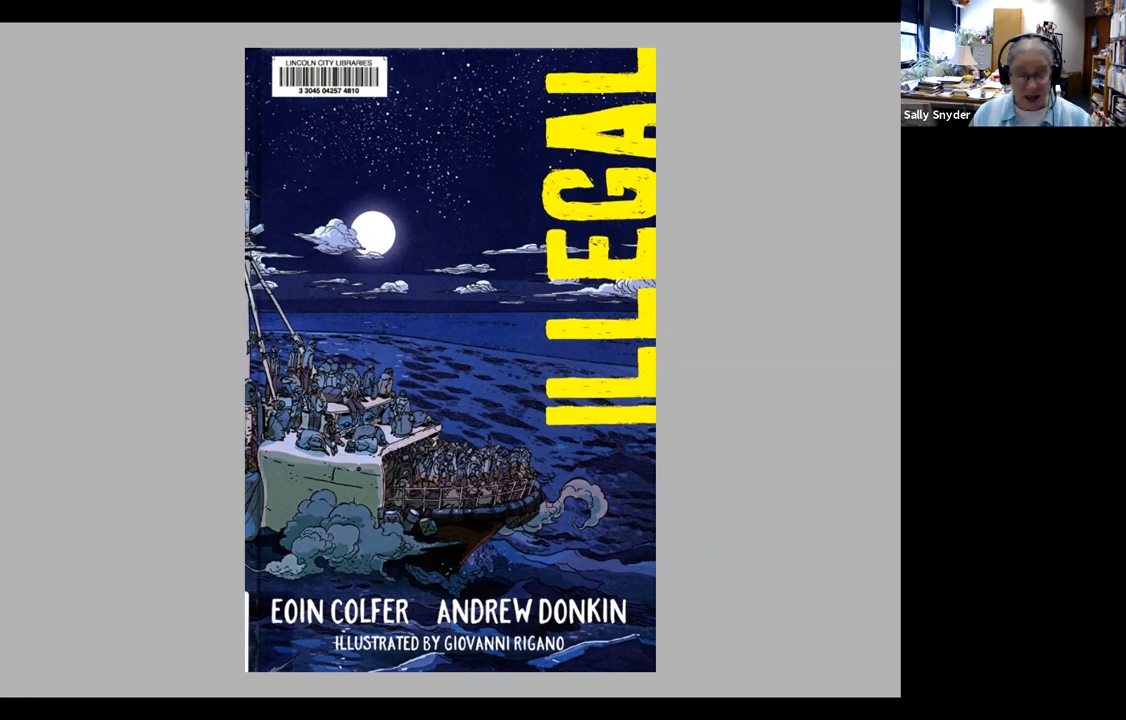 LINCOLN CITY LIBRARIES
3 3045 04257 4810
ILLEGAL
EOIN COLFER ANDREW DONKIN
ILLUSTRATED BY GIOVANNI RIGANO
Sally Snyder